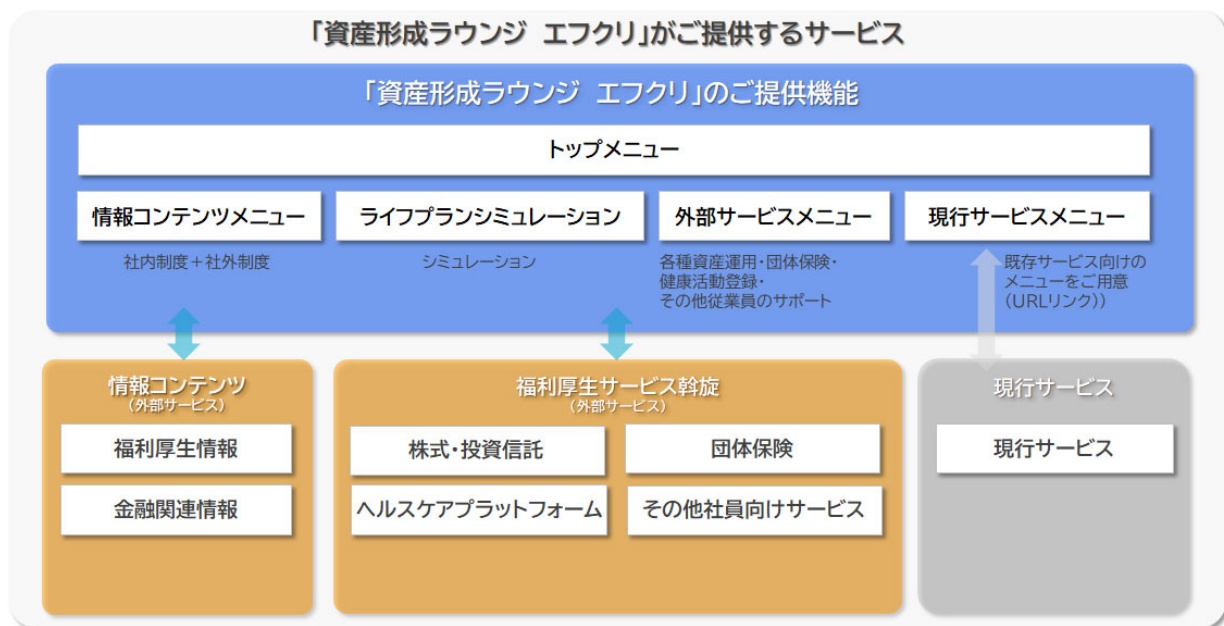 「資産形成ラウンジ エフクリ」がご提供するサービス
「資産形成ラウンジ エフクリ」のご提供機能
トップメニュー
情報コンテンツメニュー
ライフプランシミュレーション
外部サービスメニュー
現行サービスメニュー
社内制度＋社外制度
シミュレーション
各種資産運用・団体保険・
健康活動登録・
その他従業員のサポート
既存サービス向けの
メニューをご用意
（URLリンク））
情報コンテンツ
（外部サービス）
福利厚生情報
金融関連情報
福利厚生サービス斡旋
（外部サービス）
株式・投資信託
団体保険
ヘルスケアプラットフォーム
その他社員向けサービス
現行サービス
現行サービス